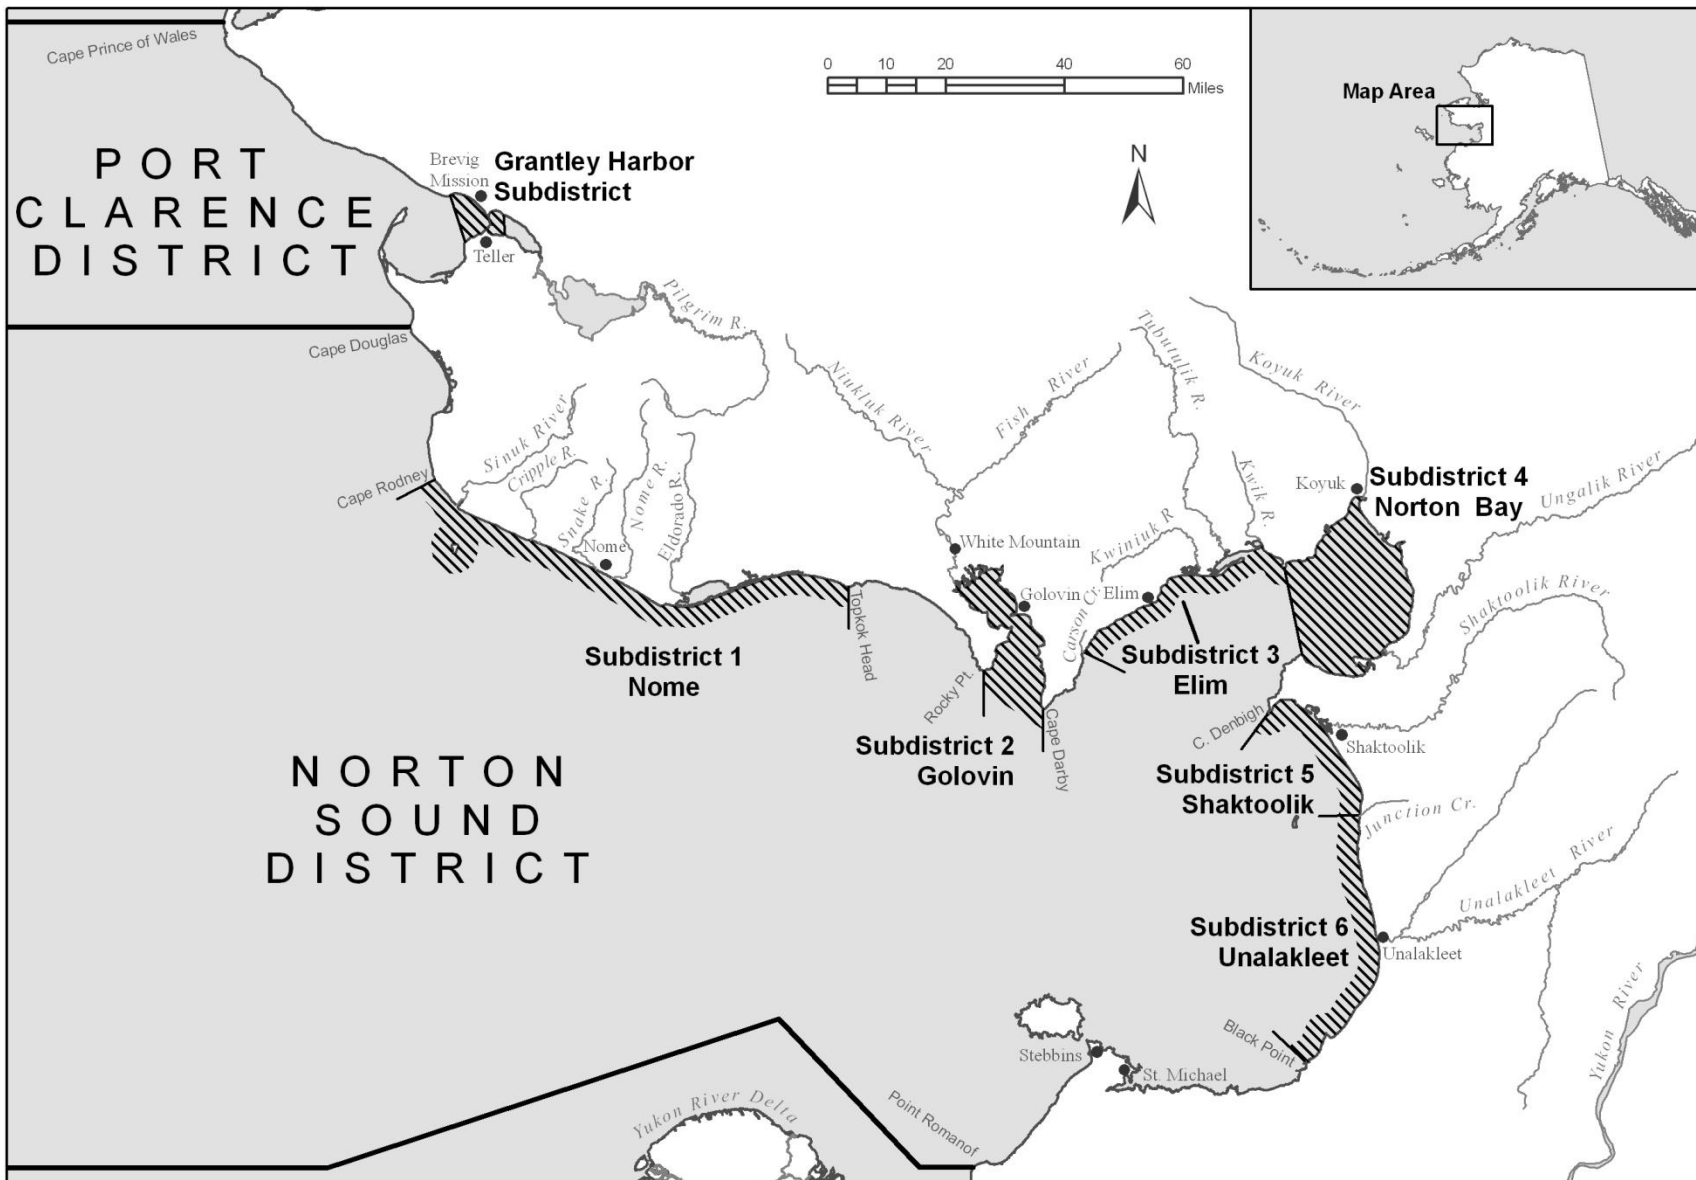 Cape Prince of Wales
0 10 20 40 60
Miles
Map Area
N
PORT
CLARENCE
DISTRICT
Brevig
Mission
Grantley Harbor
Subdistrict
Teller
Pilgrim R.
Cape Douglas
Niukluk River
Fish River
Tubutulik R.
Koyuk River
Sinuk River
Cripple R.
Snake R.
Nome R.
Eldorado R.
Kwik R.
Cape Rodney
Koyuk
Subdistrict 4
Norton Bay
Ungalik River
Nome
White Mountain
Kwiniuk R
Golovin
Elim
Carson Cr.
Shaktoolik River
Topkok Head
Subdistrict 1
Nome
Rocky Pt.
Subdistrict 3
Elim
C. Denbigh
Cape Darby
Subdistrict 2
Golovin
Shaktoolik
Subdistrict 5
Shaktoolik
Junction Cr.
NORTON
SOUND
DISTRICT
Unalakleet River
Subdistrict 6
Unalakleet
Unalakleet
Yukon River
Black Point
Stebbins
St. Michael
Point Romanof
Yukon River Delta